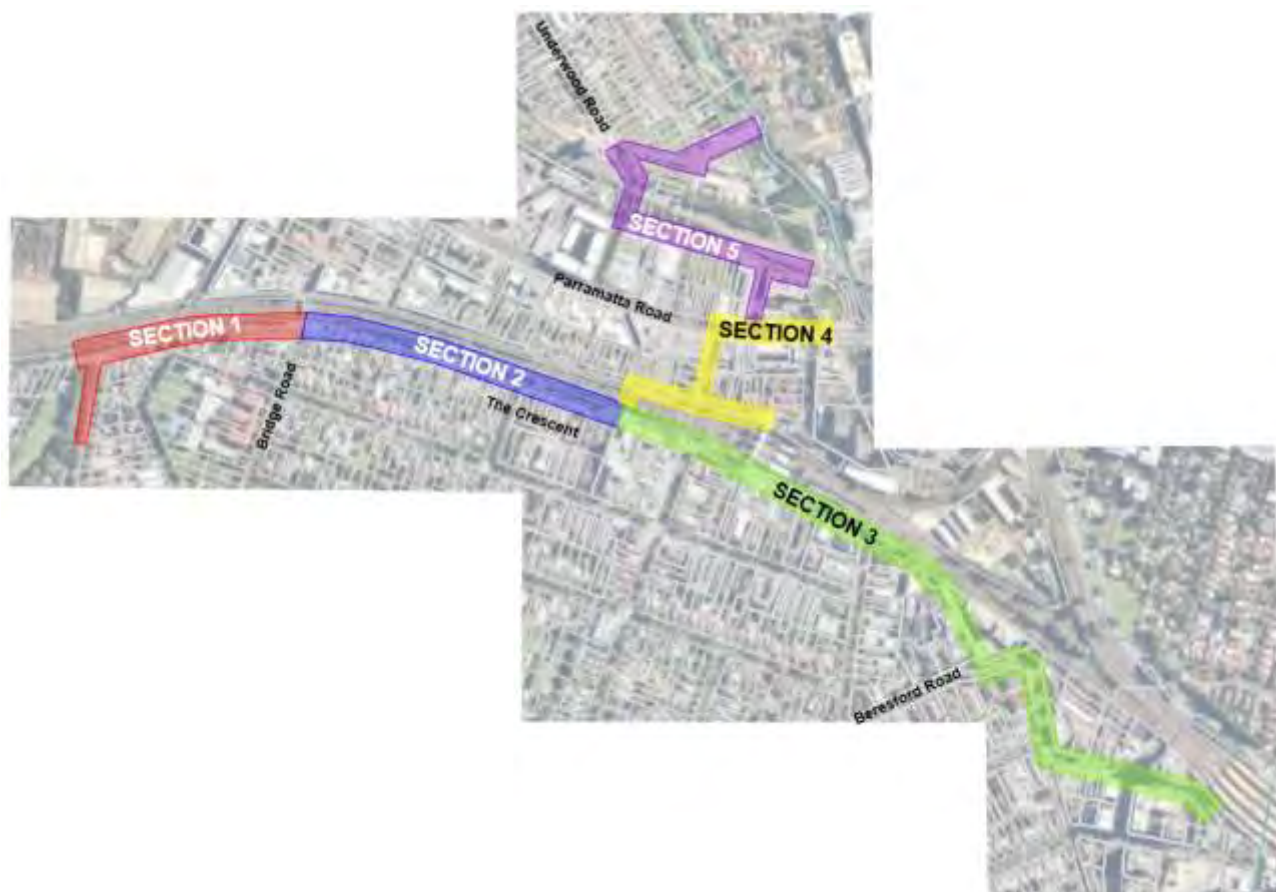 Underwood Road
SECTION 5
Parramatta Road
SECTION 1
SECTION 4
SECTION 2
Bridge Road
The Crescent
SECTION 3
Beresford Road